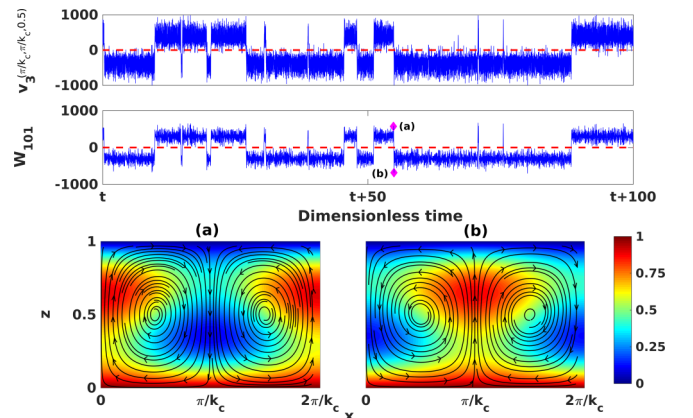 1000
0
-1000
v3(π/kc,π/kc,0.5)
1000
0
-1000
W101
(a)
(b)
t
t+50
t+100
Dimensionless time
(a)
(b)
1
0.5
0
z
0
π/kc
2π/kc
π/kc
2π/kc
x
1
0.75
0.5
0.25
0